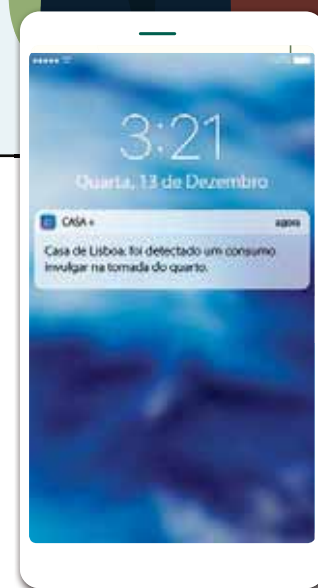 3:21
Quarta, 13 de Dezembro
CASA + agora
Casa de Lisboa: foi detectado um consumo
invulgar na tomada do quarto.